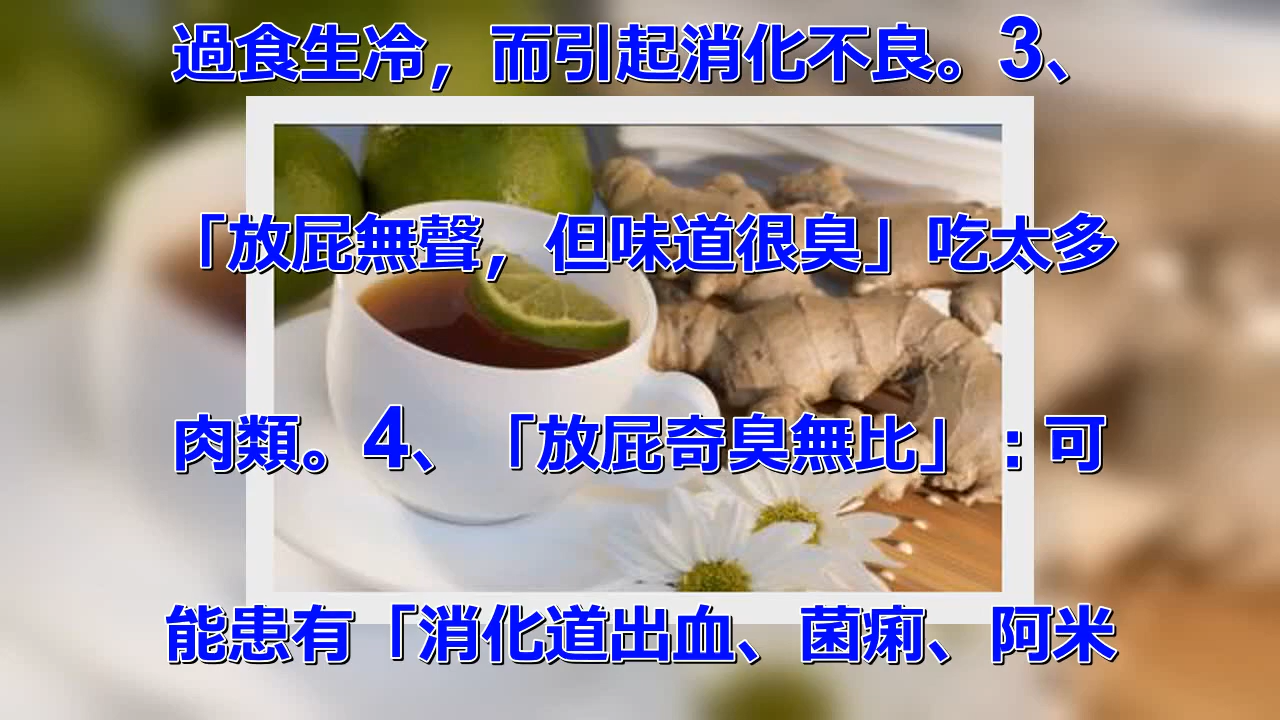 過食生冷，而引起消化不良。3、
「放屁無聲，但味道很臭」吃太多
肉類。4、「放屁奇臭無比」：可
能患有「消化道出血、菌痢、阿米